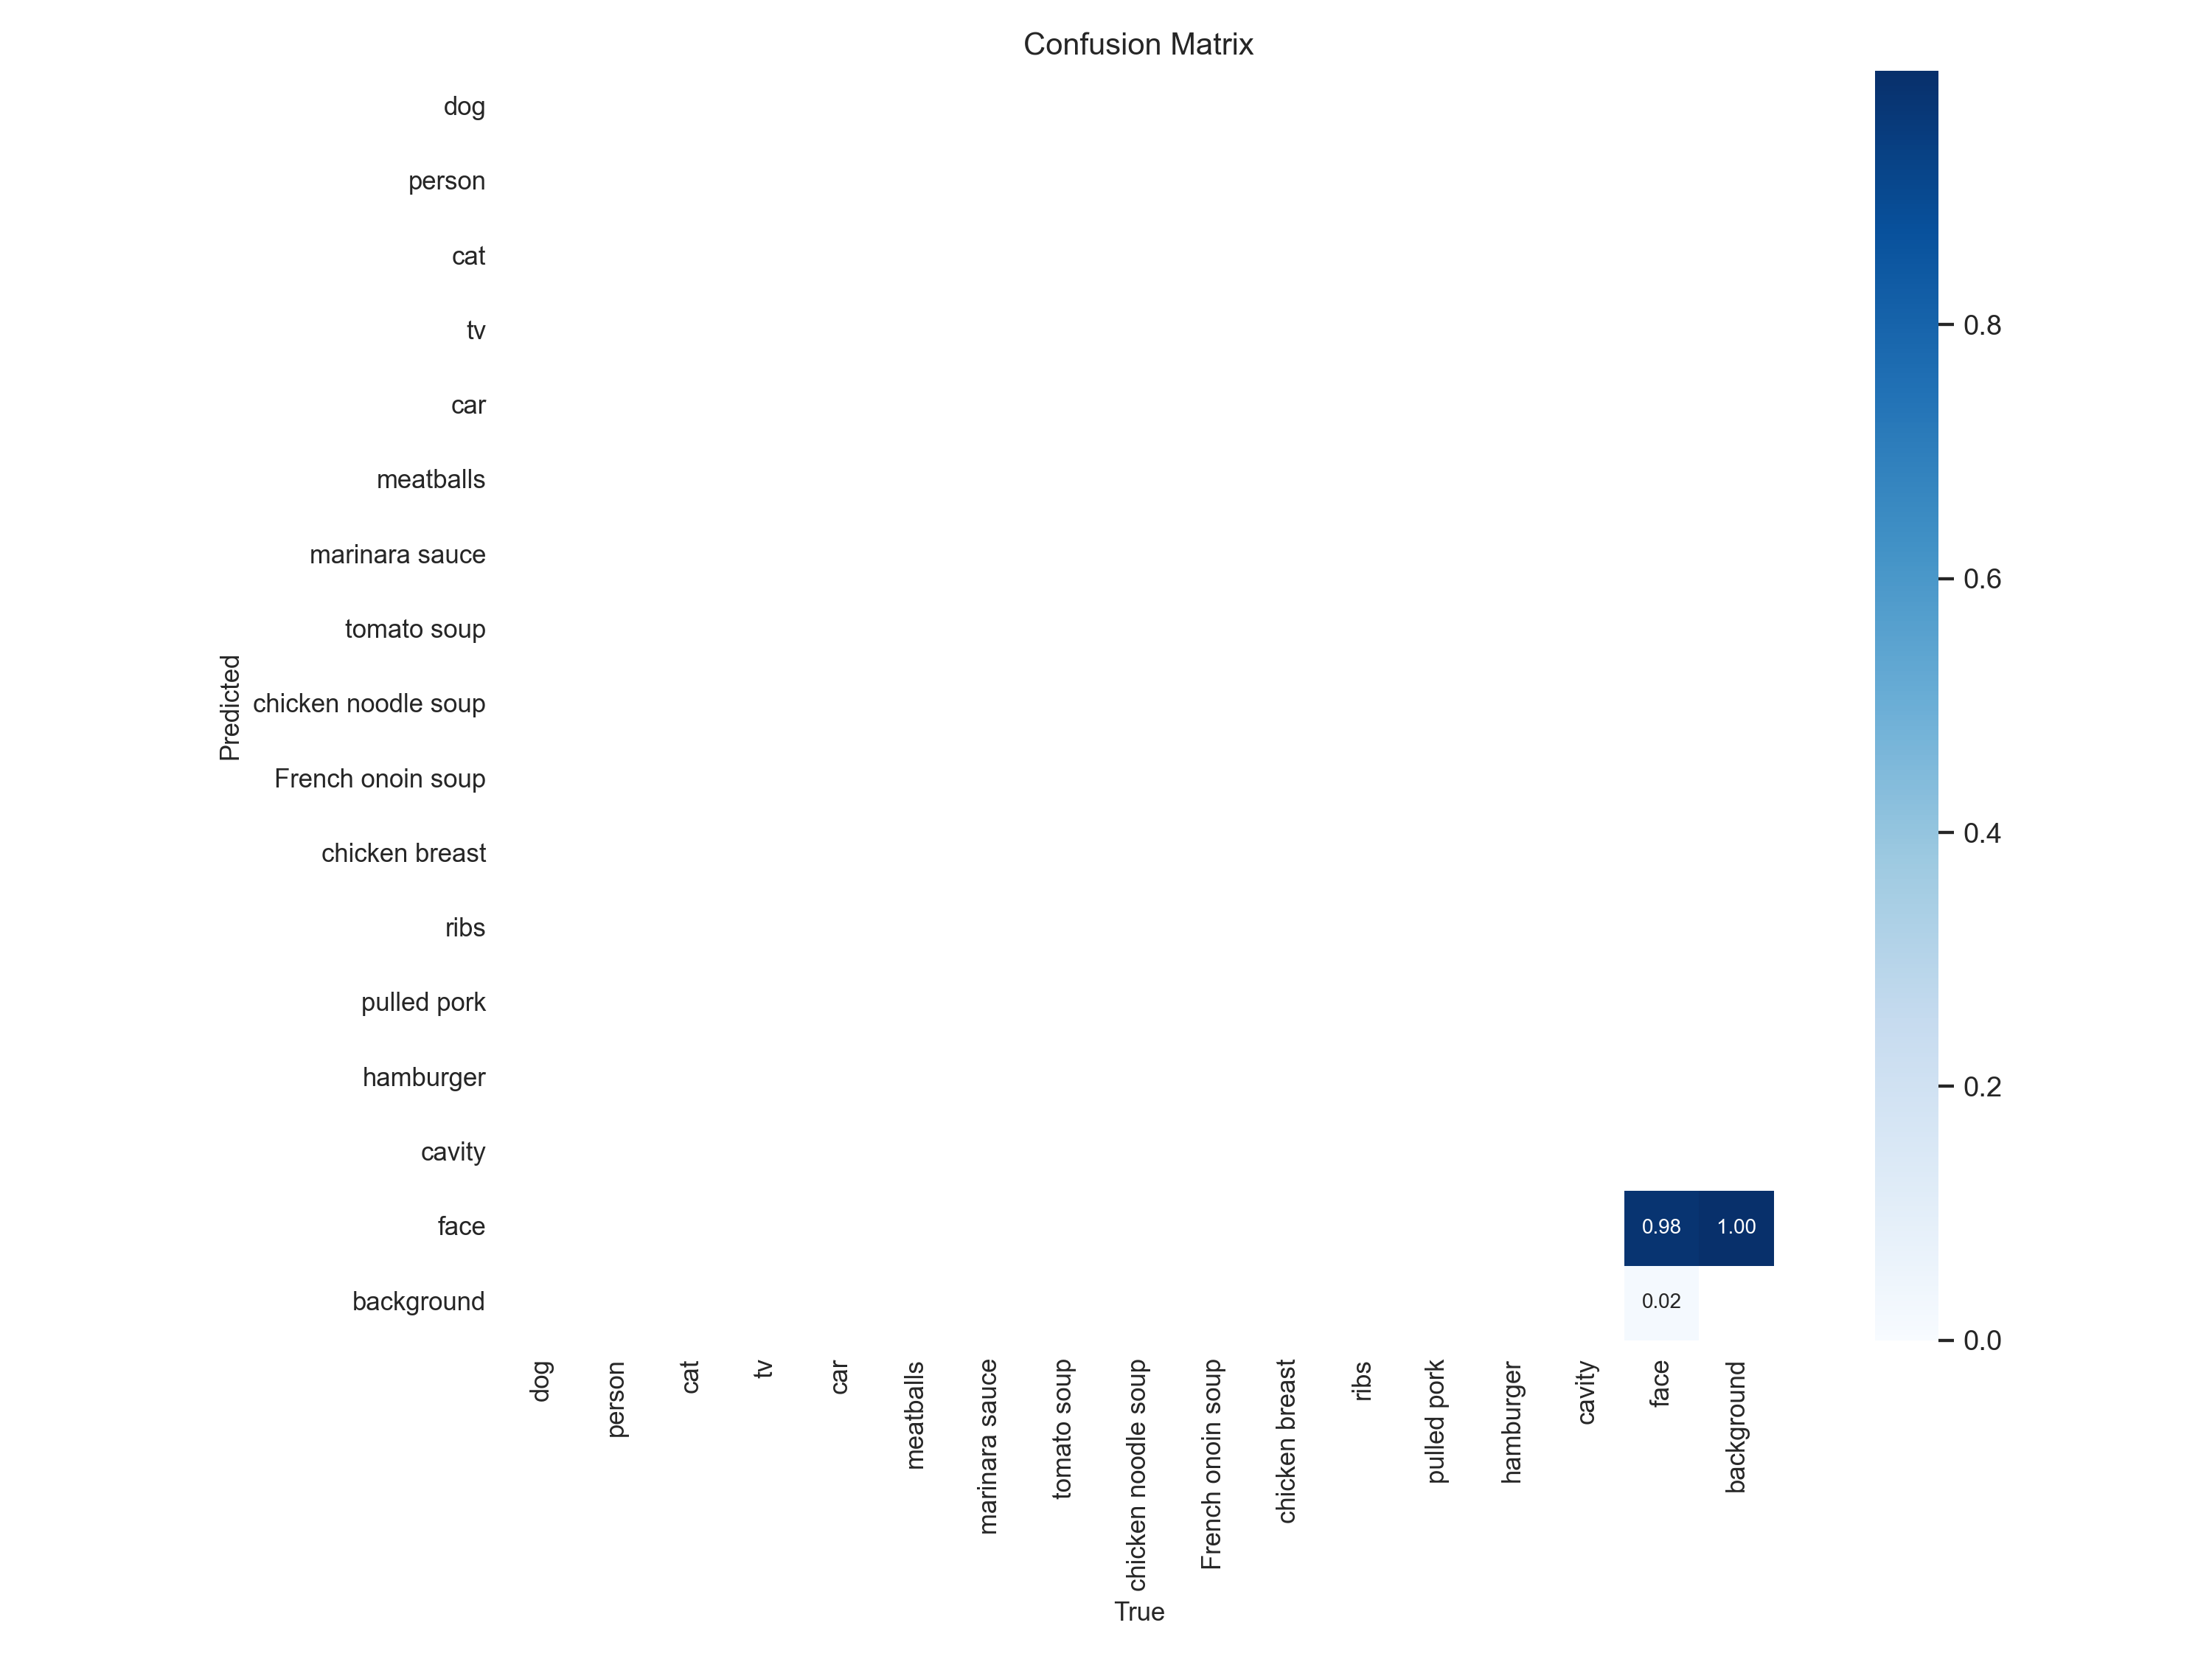 Confusion Matrix
dog
person
cat
tv
car
meatballs
marinara sauce
tomato soup
chicken noodle soup
French onoin soup
chicken breast
ribs
pulled pork
hamburger
cavity
face
background
Predicted
0.98 1.00
0.02
dog
person
cat
tv
car
meatballs
marinara sauce
tomato soup
chicken noodle soup
French onoin soup
chicken breast
ribs
pulled pork
hamburger
cavity
face
background
True
0.8
0.6
0.4
0.2
0.0